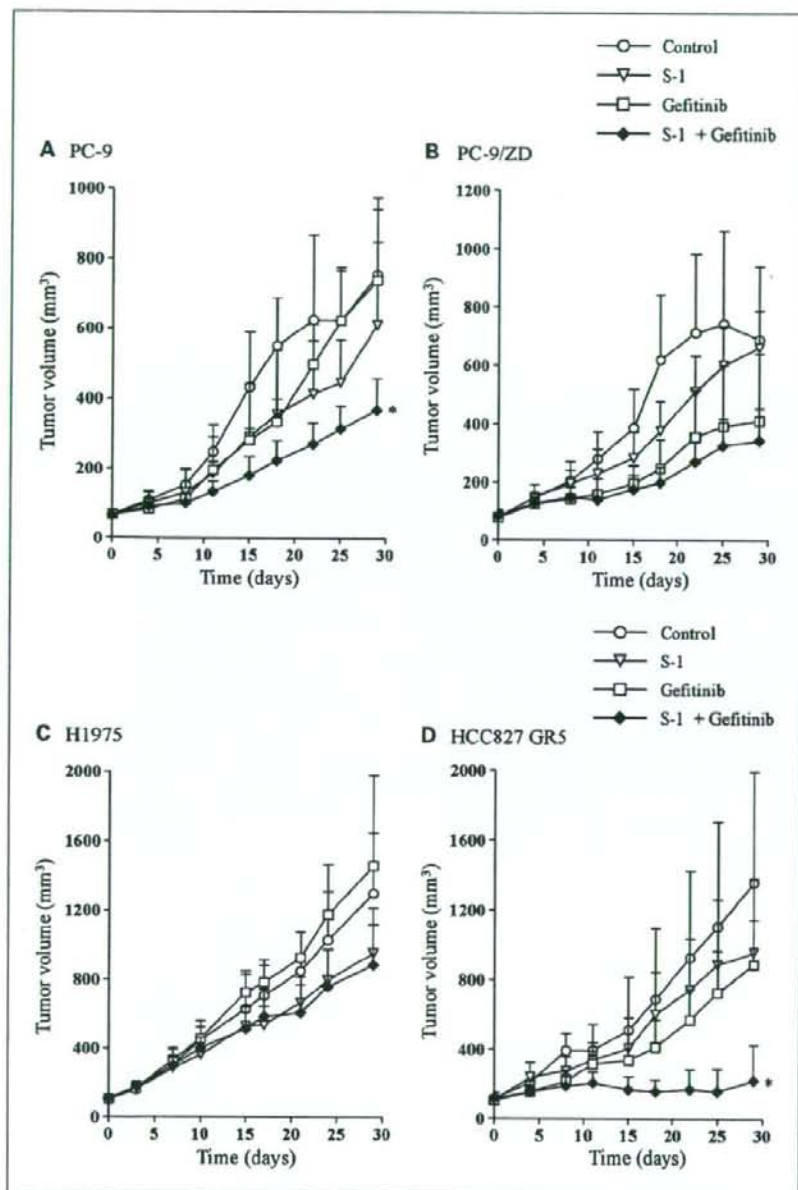 Control
S-1
Gefitinib
S-1 + Gefitinib
A PC-9
1000
800
600
400
200
0
Tumor volume (mm³)
0 5 10 15 20 25 30
Time (days)
*
B PC-9/ZD
1200
1000
800
600
400
200
0
Tumor volume (mm³)
0 5 10 15 20 25 30
Time (days)
Control
S-1
Gefitinib
S-1 + Gefitinib
C H1975
2000
1600
1200
800
400
0
Tumor volume (mm³)
0 5 10 15 20 25 30
Time (days)
D HCC827 GR5
2000
1600
1200
800
400
0
Tumor volume (mm³)
0 5 10 15 20 25 30
Time (days)
*